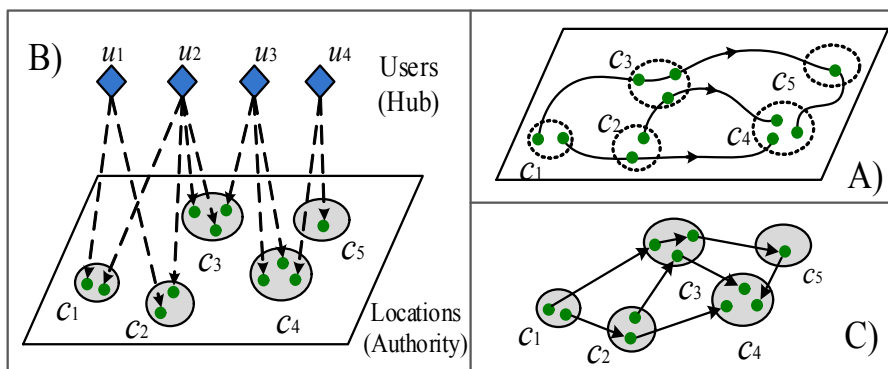 B)
u1 u2 u3 u4
Users
(Hub)
c1 c2 c3 c4 c5
Locations
(Authority)
c1 c2 c3 c4 c5
A)
c1 c2 c3 c4 c5
C)